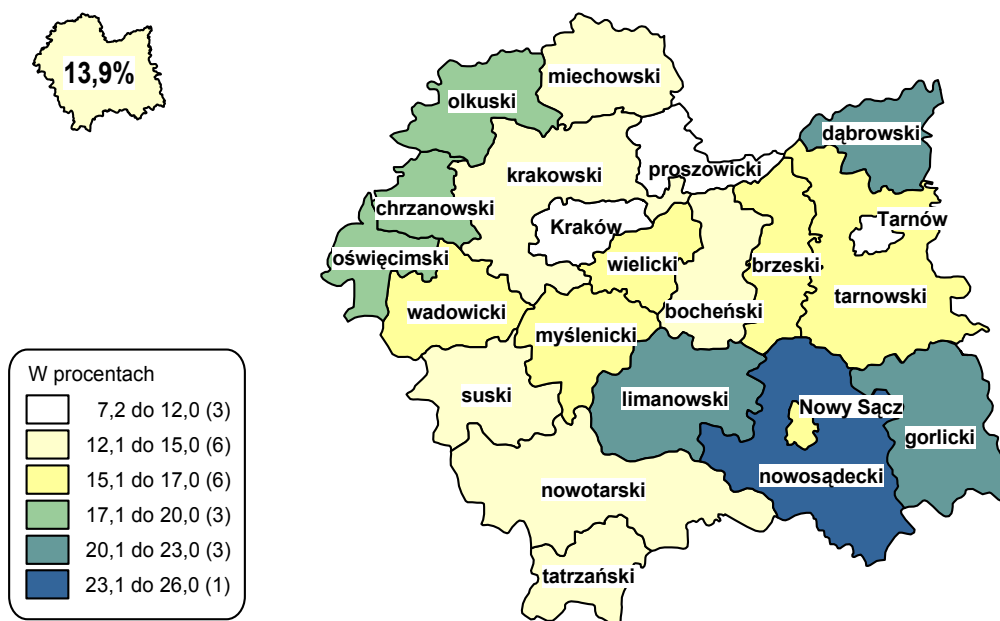 13,9%
miechowski
olkuski
dąbrowski
proszowicki
krakowski
chrzanowski
Tarnów
Kraków
oświęcimski
wielicki
brzeski
tarnowski
wadowicki
bocheński
myślenicki
suski
limanowski
Nowy Sącz
gorlicki
nowosądecki
nowotarski
tatrzański
W procentach
7,2 do 12,0 (3)
12,1 do 15,0 (6)
15,1 do 17,0 (6)
17,1 do 20,0 (3)
20,1 do 23,0 (3)
23,1 do 26,0 (1)